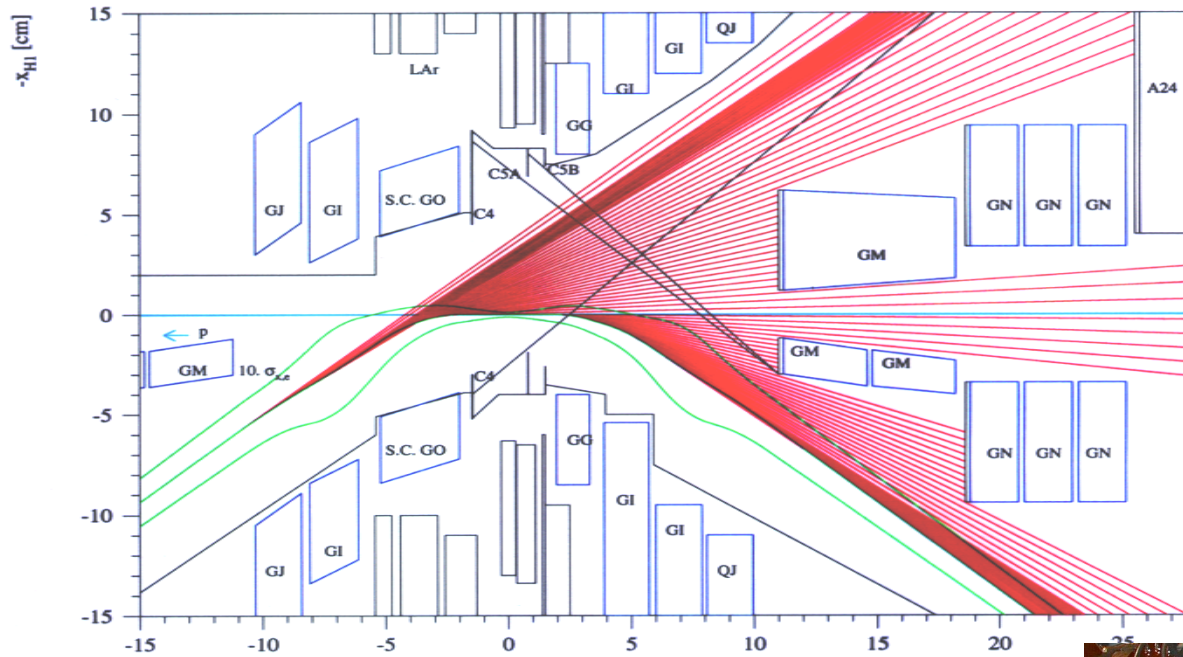 -x_H1 [cm]
15
10
5
0
-5
-10
-15
LAr
GJ
GI
S.C. GO
C4
C5A
C5B
GG
GI
GI
QJ
A24
GM
GN
GN
GN
P
GM
10. σ_x,e
C4
GM
GM
S.C. GO
GG
GI
GI
QJ
GJ
GI
GN
GN
GN
-15
-10
-5
0
5
10
15
20
25